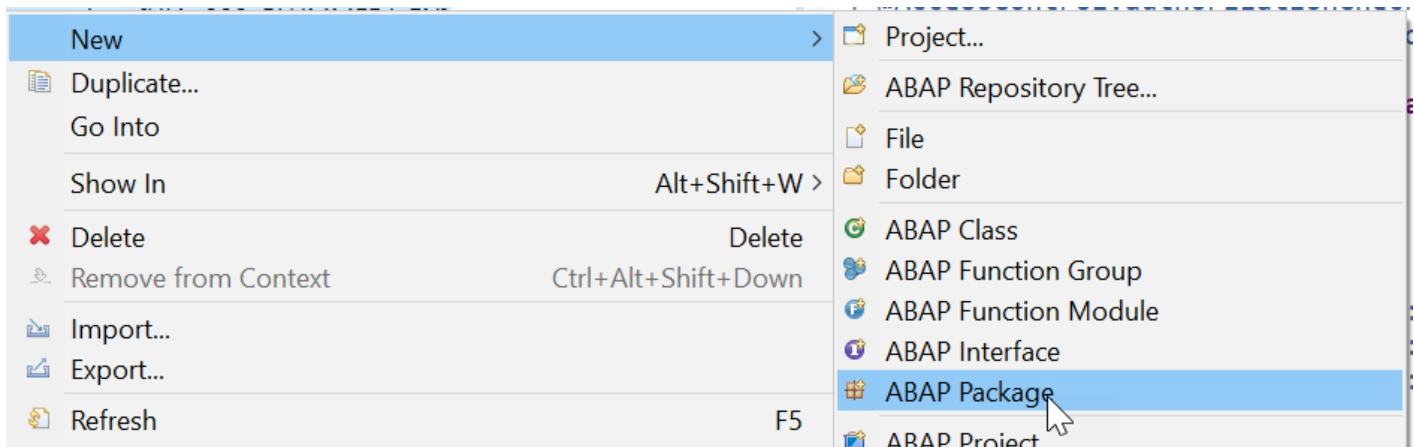 New
Duplicate...
Go Into
Show In Alt+Shift+W
Delete Delete
Remove from Context Ctrl+Alt+Shift+Down
Import...
Export...
Refresh F5
Project...
ABAP Repository Tree...
File
Folder
ABAP Class
ABAP Function Group
ABAP Function Module
ABAP Interface
ABAP Package
ABAP Project